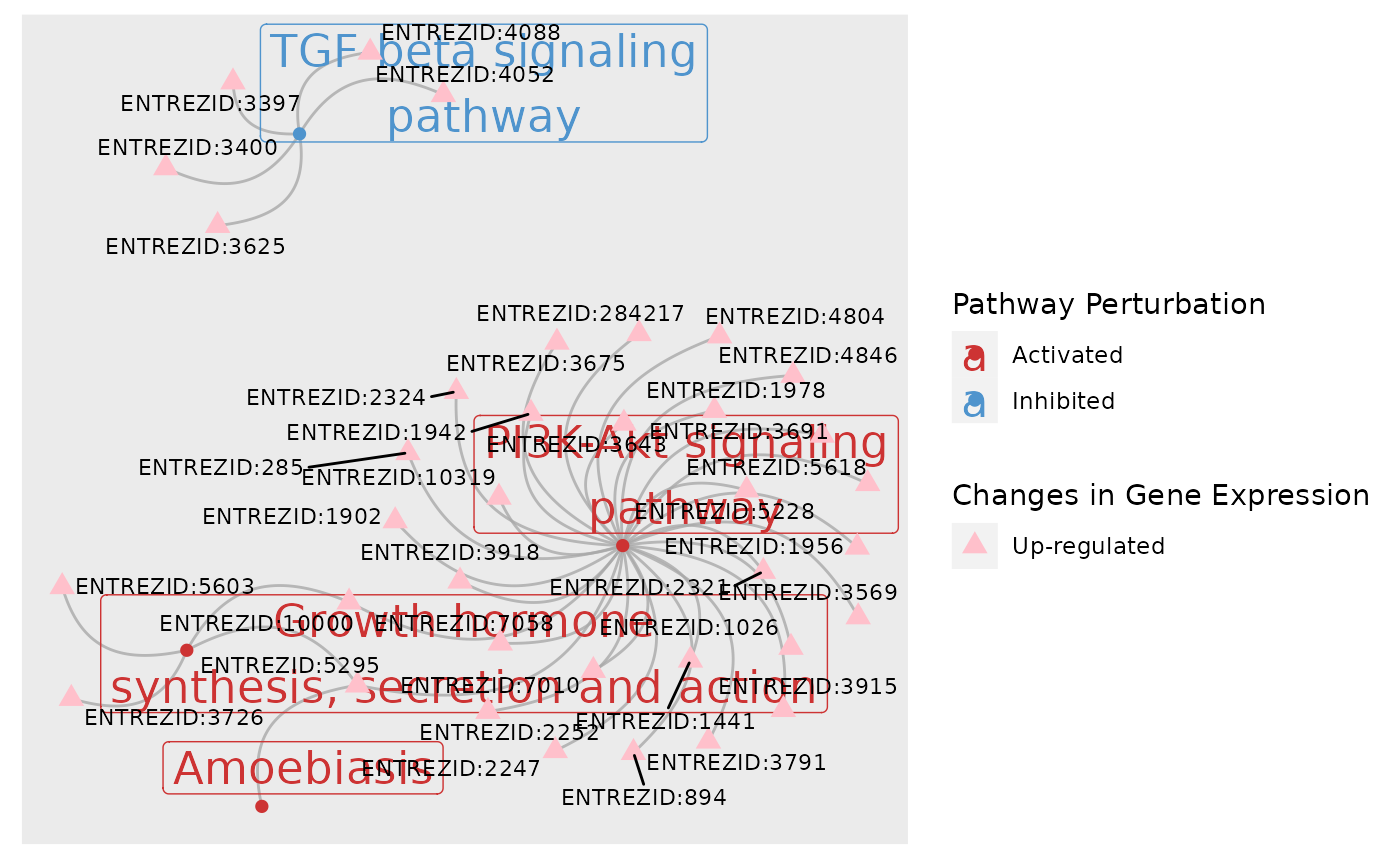 ENTREZID:4088
TGF beta signaling
ENTREZID:4052
ENTREZID:3397
pathway
ENTREZID:3400
ENTREZID:3625
ENTREZID:284217
ENTREZID:4804
ENTREZID:4846
ENTREZID:3675
ENTREZID:1978
ENTREZID:2324
ENTREZID:1942
ENTREZID:3691
PI3K-Akt signaling
ENTREZID:3643
ENTREZID:285
ENTREZID:5618
ENTREZID:10319
pathway
ENTREZID:5228
ENTREZID:1902
ENTREZID:1956
ENTREZID:3918
ENTREZID:5603
ENTREZID:2321
ENTREZID:3569
Growth hormone
ENTREZID:10000
ENTREZID:7058
ENTREZID:1026
ENTREZID:5295
synthesis, secretion and action
ENTREZID:7010
ENTREZID:3915
ENTREZID:3726
ENTREZID:1441
ENTREZID:2252
Amoebiasis
ENTREZID:2247
ENTREZID:3791
ENTREZID:894
Pathway Perturbation
a Activated
a Inhibited
Changes in Gene Expression
Up-regulated